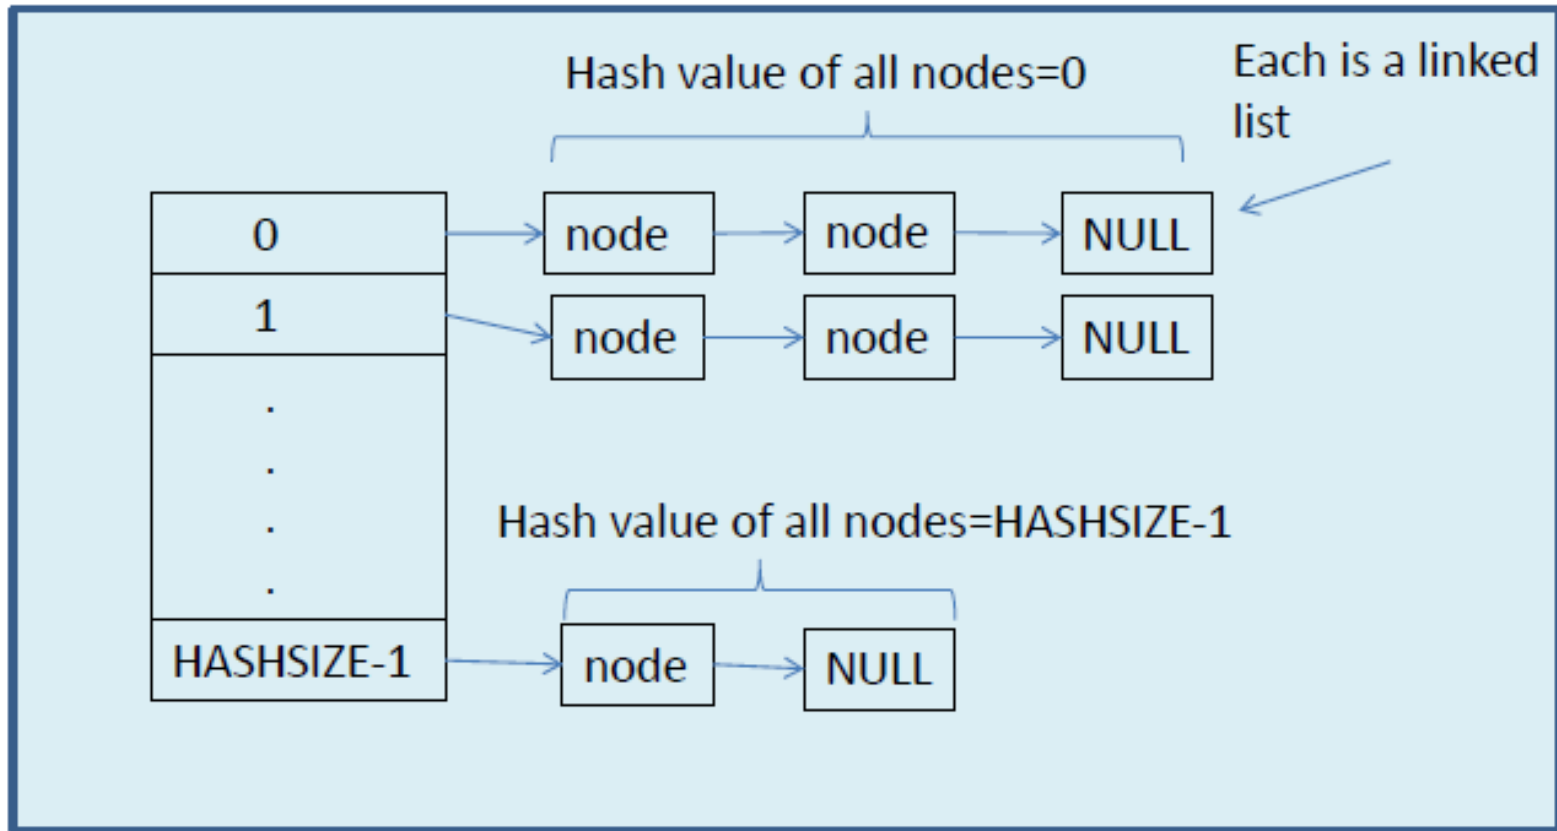 Hash value of all nodes=0
Each is a linked
list
0
node
node
NULL
1
node
node
NULL
.
.
.
.
Hash value of all nodes=HASHSIZE-1
HASHSIZE-1
node
NULL